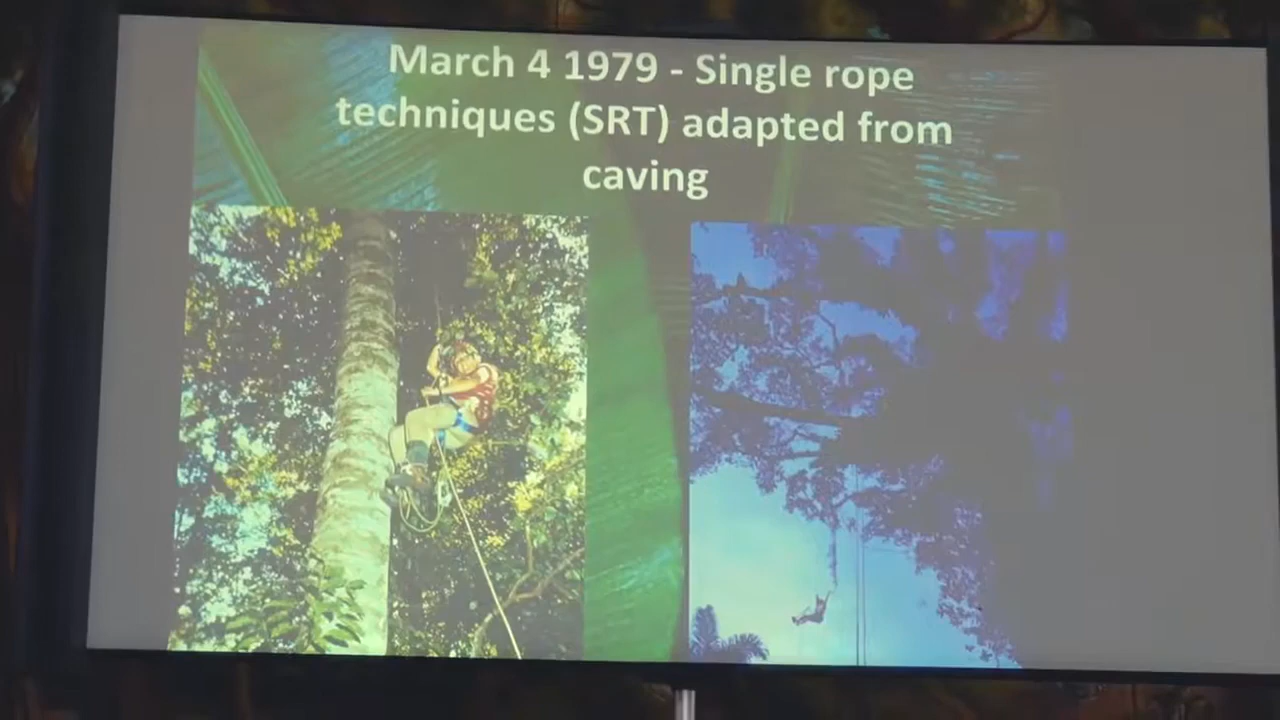 March 4 1979 - Single rope
techniques (SRT) adapted from
caving